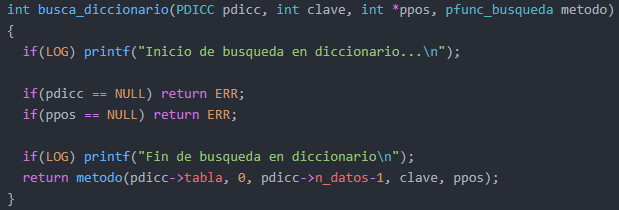 int busca_diccionario(PDICC pdicc, int clave, int *ppos, pfunc_busqueda metodo)
{
  if(LOG) printf("Inicio de busqueda en diccionario...\n");

  if(pdicc == NULL) return ERR;
  if(ppos == NULL) return ERR;

  if(LOG) printf("Fin de busqueda en diccionario\n");
  return metodo(pdicc->tabla, 0, pdicc->n_datos-1, clave, ppos);
}